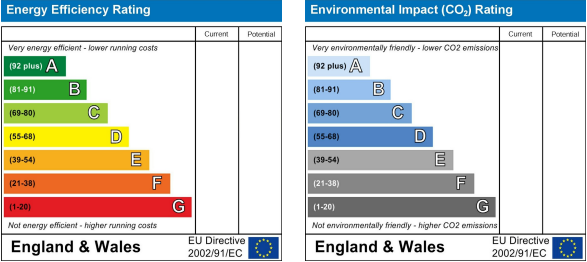 Energy Efficiency Rating
Current Potential
Very energy efficient - lower running costs
(92 plus) A
(81-91) B
(69-80) C
(55-68) D
(39-54) E
(21-38) F
(1-20) G
Not energy efficient - higher running costs
England & Wales
EU Directive
2002/91/EC
Environmental Impact (CO₂) Rating
Current Potential
Very environmentally friendly - lower CO2 emissions
(92 plus) A
(81-91) B
(69-80) C
(55-68) D
(39-54) E
(21-38) F
(1-20) G
Not environmentally friendly - higher CO2 emissions
England & Wales
EU Directive
2002/91/EC